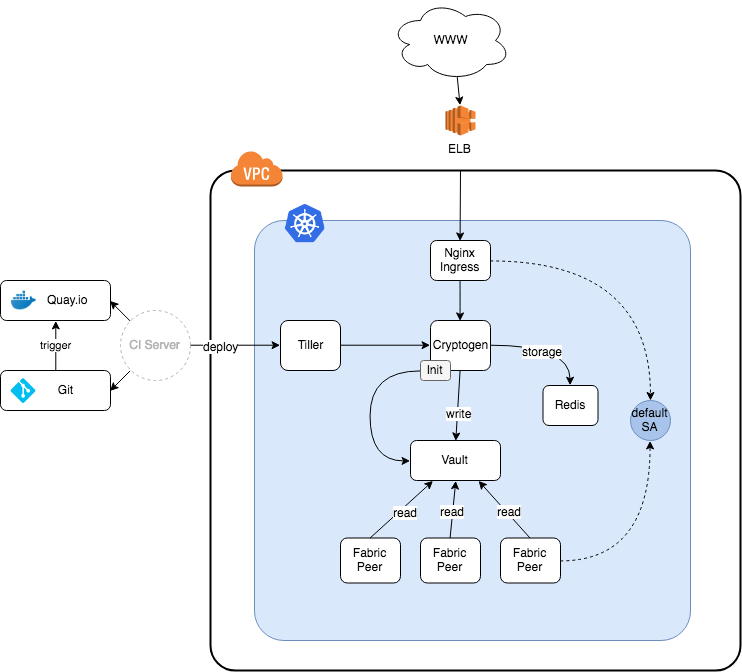 WWW
ELB
VPC
Nginx
Ingress
Quay.io
trigger
Git
CI Server
deploy
Tiller
Cryptogen
Init
storage
Redis
default
SA
write
Vault
read
read
read
Fabric
Peer
Fabric
Peer
Fabric
Peer